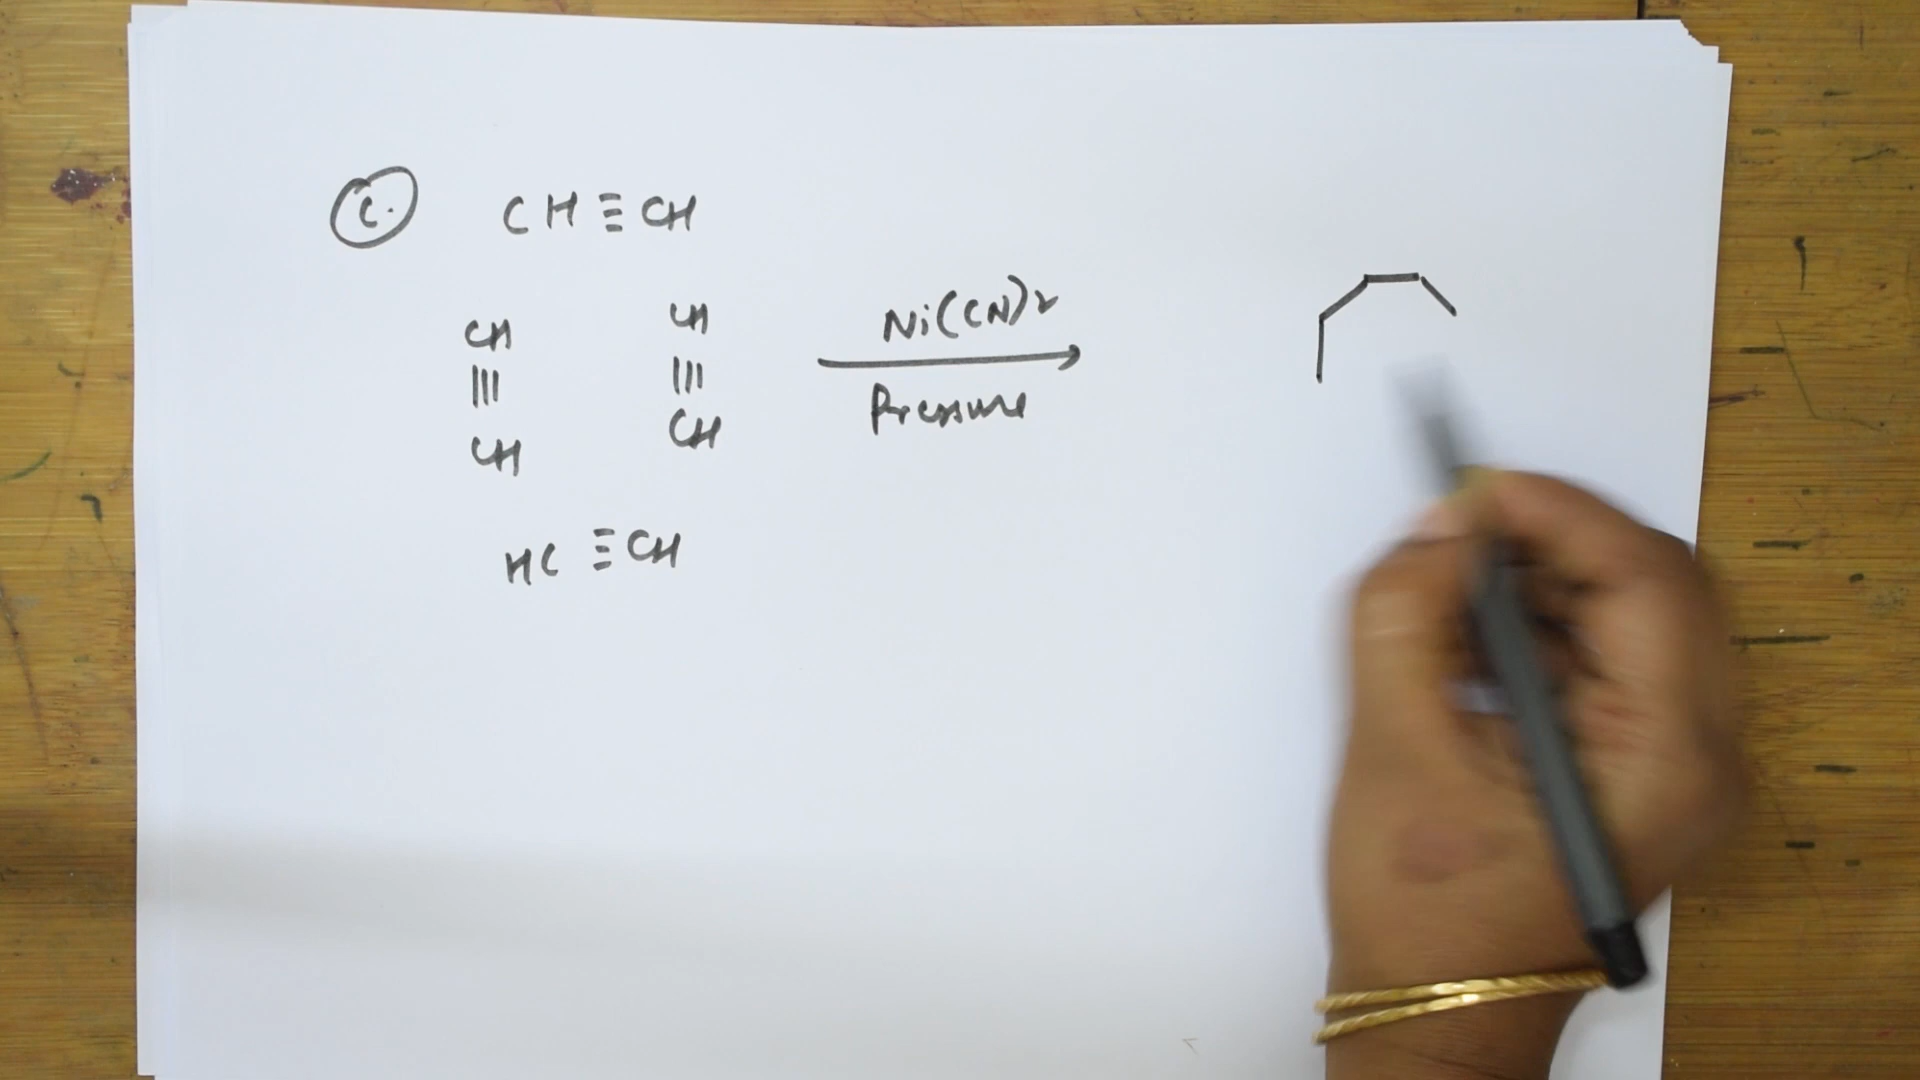 C. CH≡CH
CH CH
||| |||
CH CH
Ni(CN)2
Pressure
HC≡CH